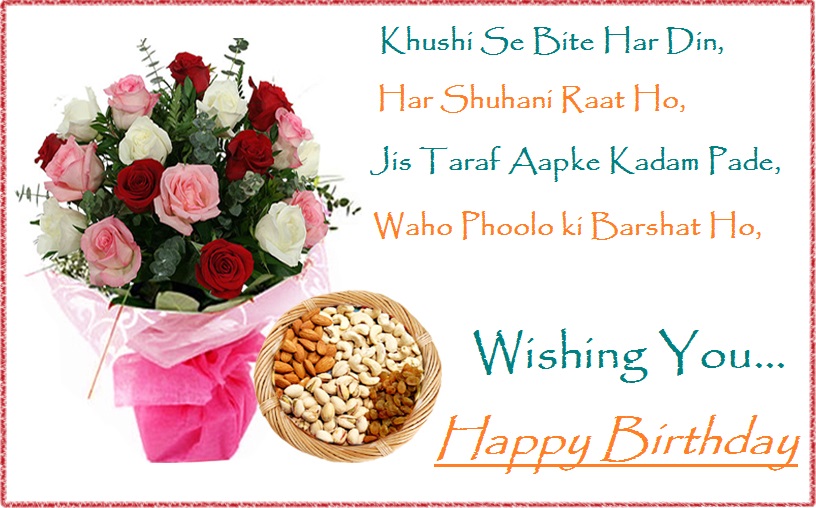 Khushi Se Bite Har Din,
Har Shuhani Raat Ho,
Jis Taraf Aapke Kadam Pade,
Waho Phoolo ki Barshat Ho,
Wishing You...
Happy Birthday